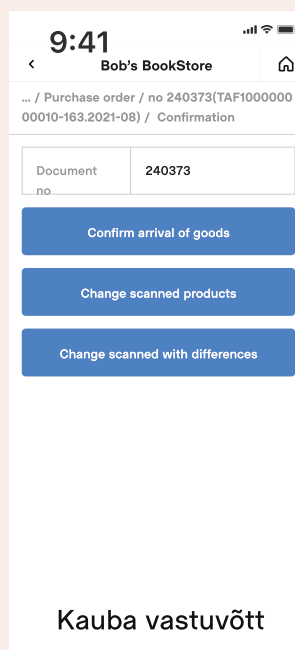 9:41
Bob's BookStore
... / Purchase order / no 240373(TAF1000000
00010-163.2021-08) / Confirmation
Document
no
240373
Confirm arrival of goods
Change scanned products
Change scanned with differences
Kauba vastuvõtt